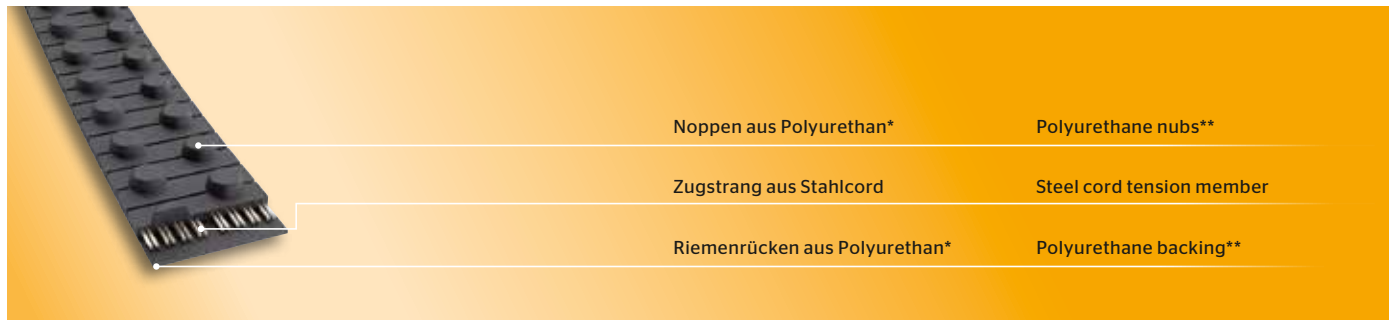 Noppen aus Polyurethan* Polyurethane nubs**
Zugstrang aus Stahlcord Steel cord tension member
Riemenrücken aus Polyurethan* Polyurethane backing**